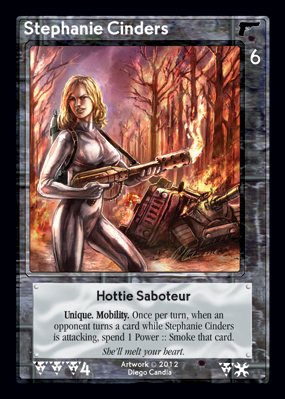 Stephanie Cinders
6
Hottie Saboteur
Unique. Mobility. Once per turn, when an
opponent turns a card while Stephanie Cinders
is attacking, spend 1 Power :: Smoke that card.
She'll melt your heart.
4
Artwork © 2012
Diego Candia